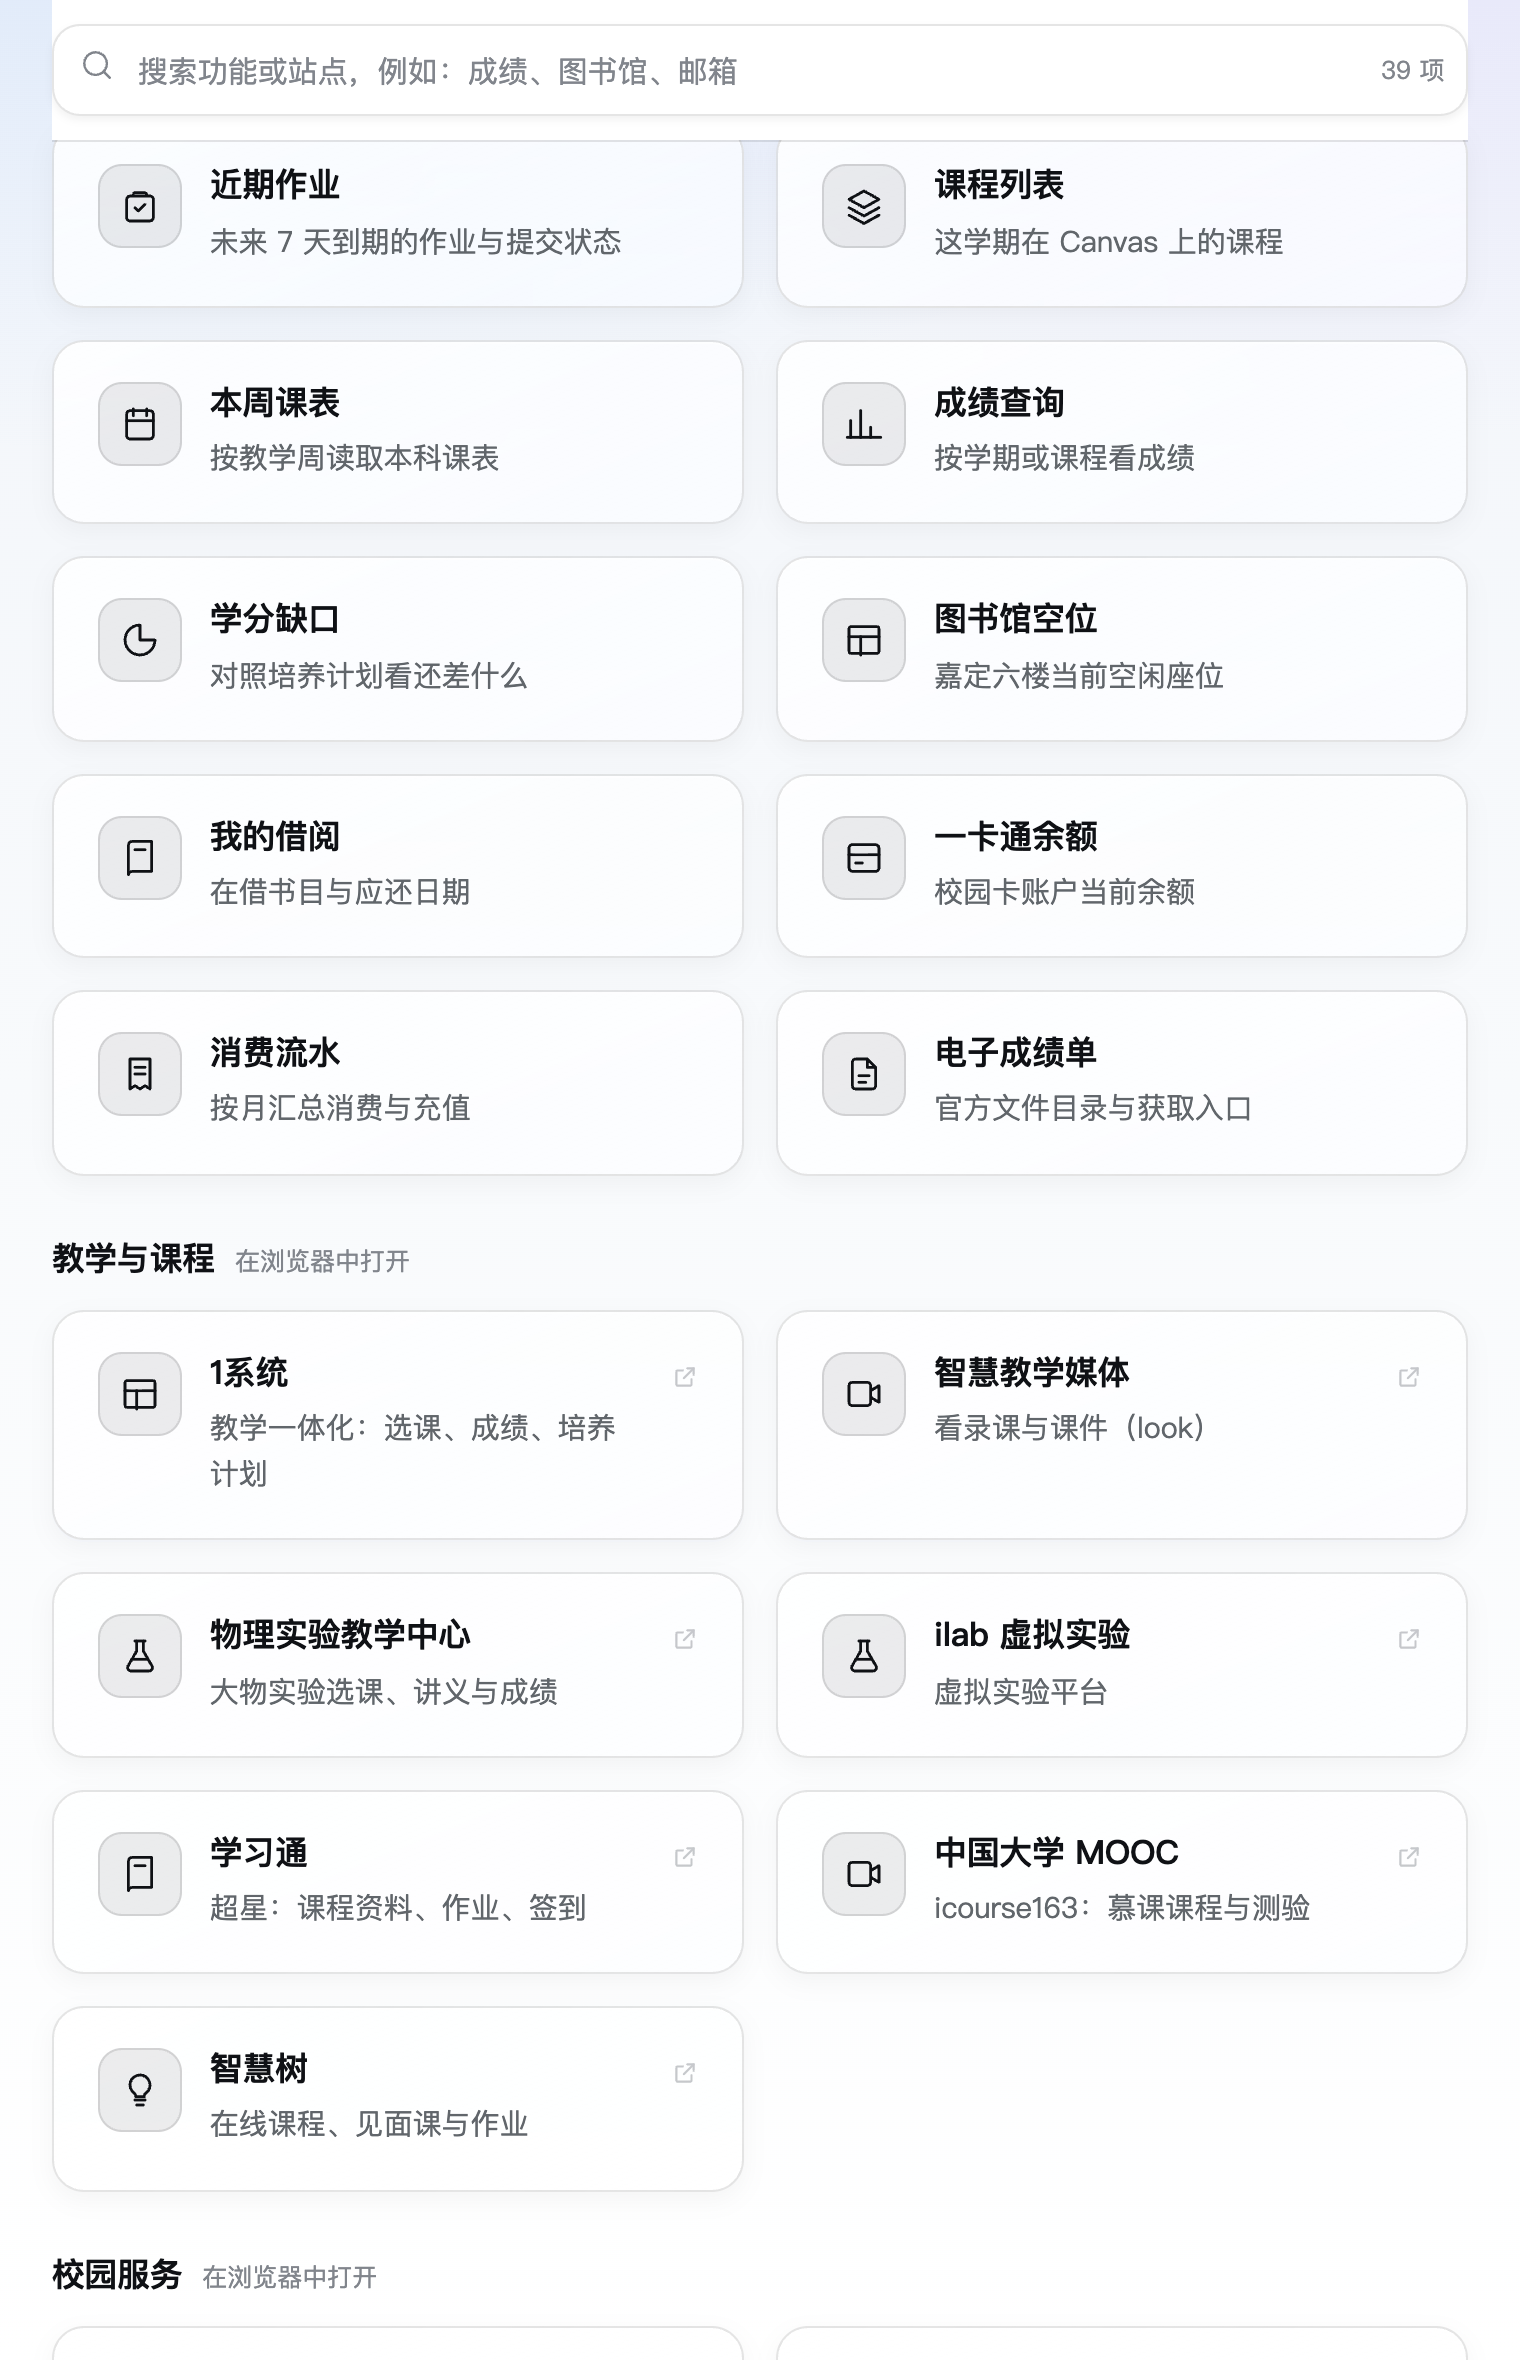 搜索功能或站点，例如：成绩、图书馆、邮箱
39 项
近期作业
未来 7 天到期的作业与提交状态
课程列表
这学期在 Canvas 上的课程
本周课表
按教学周读取本科课表
成绩查询
按学期或课程看成绩
学分缺口
对照培养计划看还差什么
图书馆空位
嘉定六楼当前空闲座位
我的借阅
在借书目与应还日期
一卡通余额
校园卡账户当前余额
消费流水
按月汇总消费与充值
电子成绩单
官方文件目录与获取入口
教学与课程 在浏览器中打开
1系统
教学一体化：选课、成绩、培养
计划
智慧教学媒体
看录课与课件（look）
物理实验教学中心
大物实验选课、讲义与成绩
ilab 虚拟实验
虚拟实验平台
学习通
超星：课程资料、作业、签到
中国大学 MOOC
icourse163：慕课课程与测验
智慧树
在线课程、见面课与作业
校园服务 在浏览器中打开